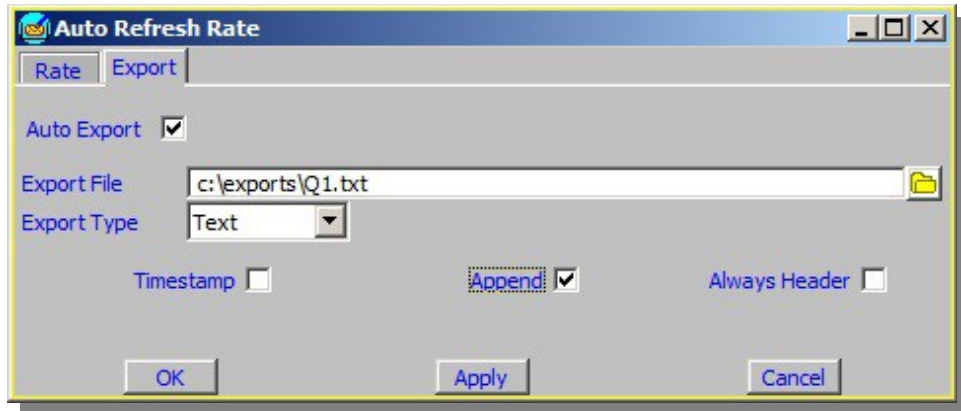 Auto Refresh Rate
Rate Export
Auto Export
Export File c:\exports\Q1.txt
Export Type Text
Timestamp Append Always Header
OK Apply Cancel